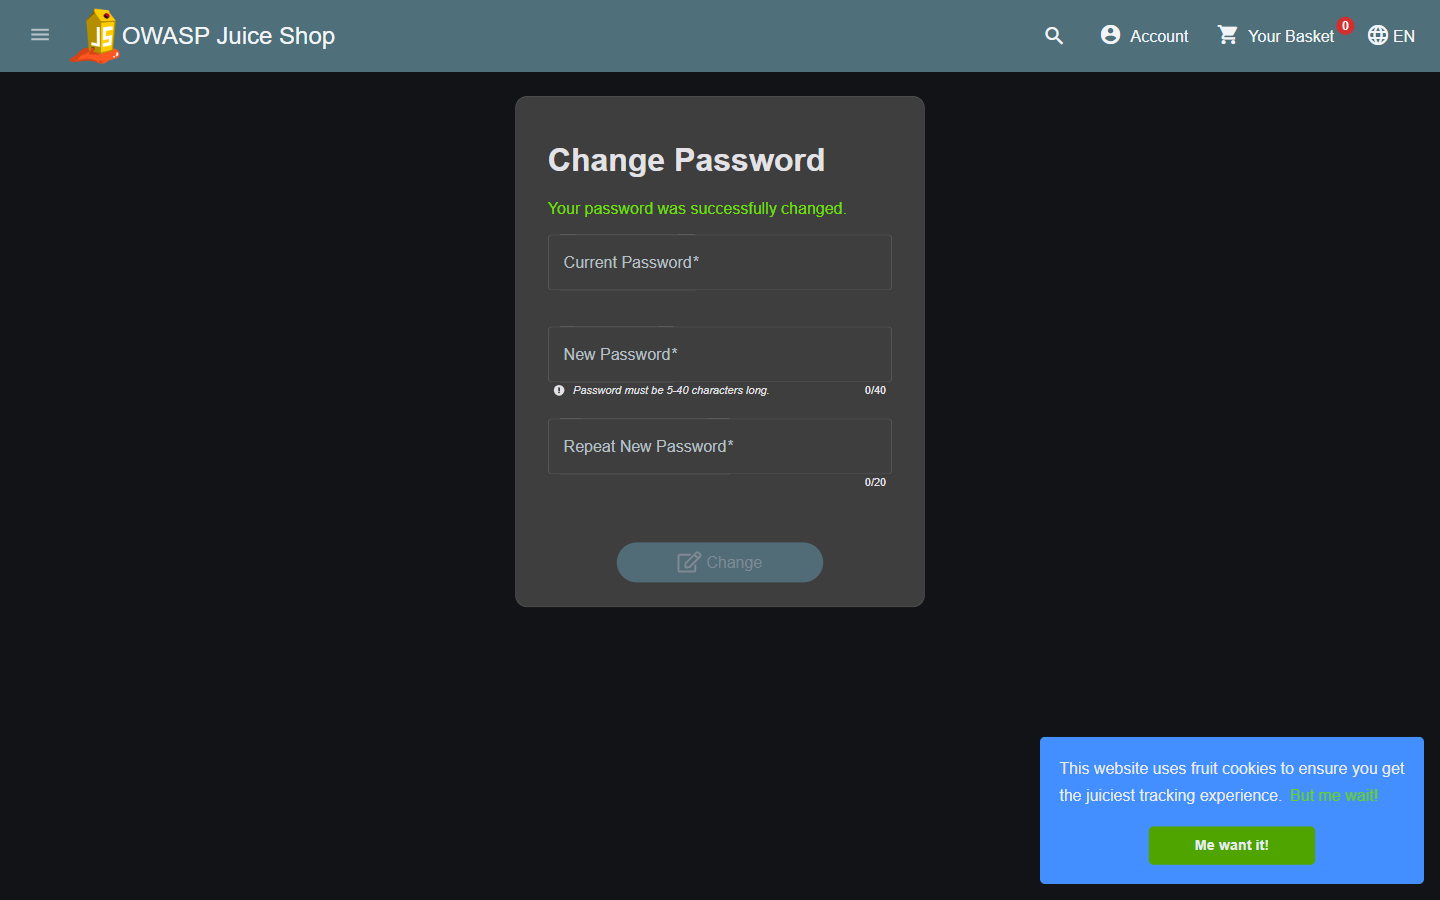 OWASP Juice Shop
Account
Your Basket
0
EN
Change Password
Your password was successfully changed.
Current Password*
New Password*
Password must be 5-40 characters long.
0/40
Repeat New Password*
0/20
Change
This website uses fruit cookies to ensure you get
the juiciest tracking experience. But me wait!
Me want it!